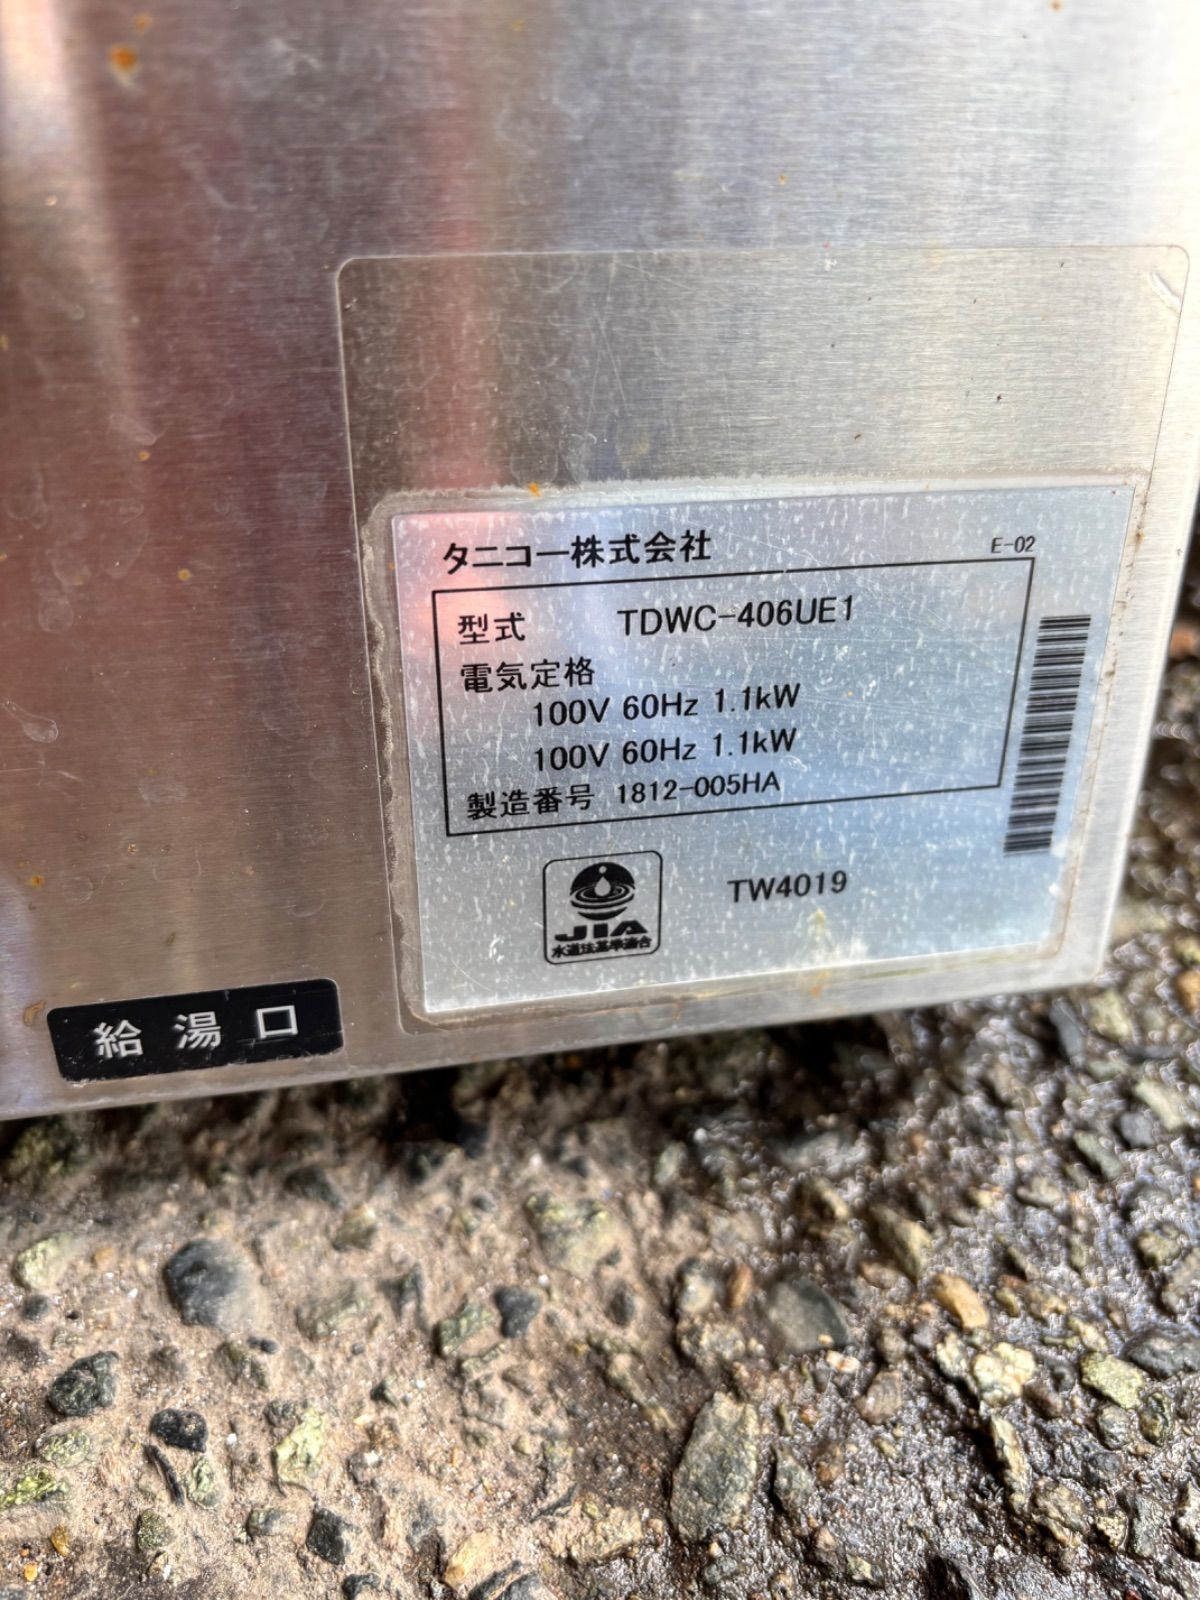 タニコー株式会社
E-02
型式 TDWC-406UE1
電気定格
100V 60Hz 1.1kW
100V 60Hz 1.1kW
製造番号 1812-005HA
JIA
水道法基準適合
TW4019
給湯口